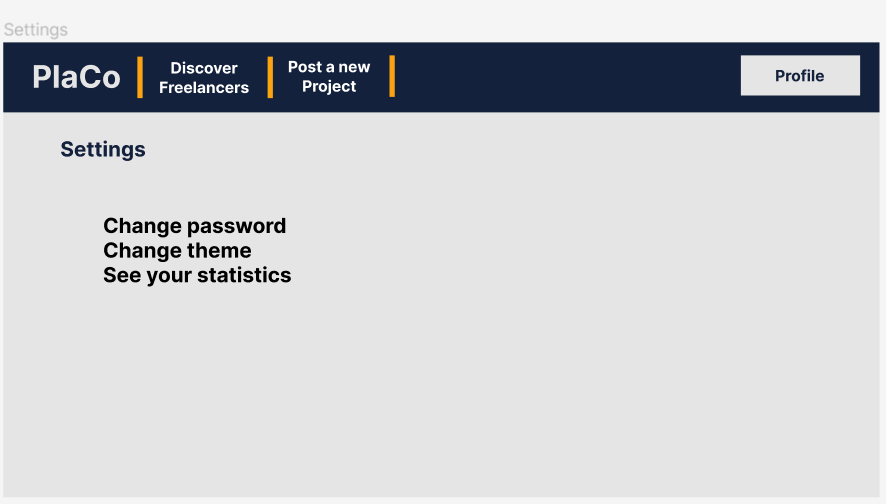 Settings
PlaCo
Discover
Freelancers
Post a new
Project
Profile
Settings
Change password
Change theme
See your statistics